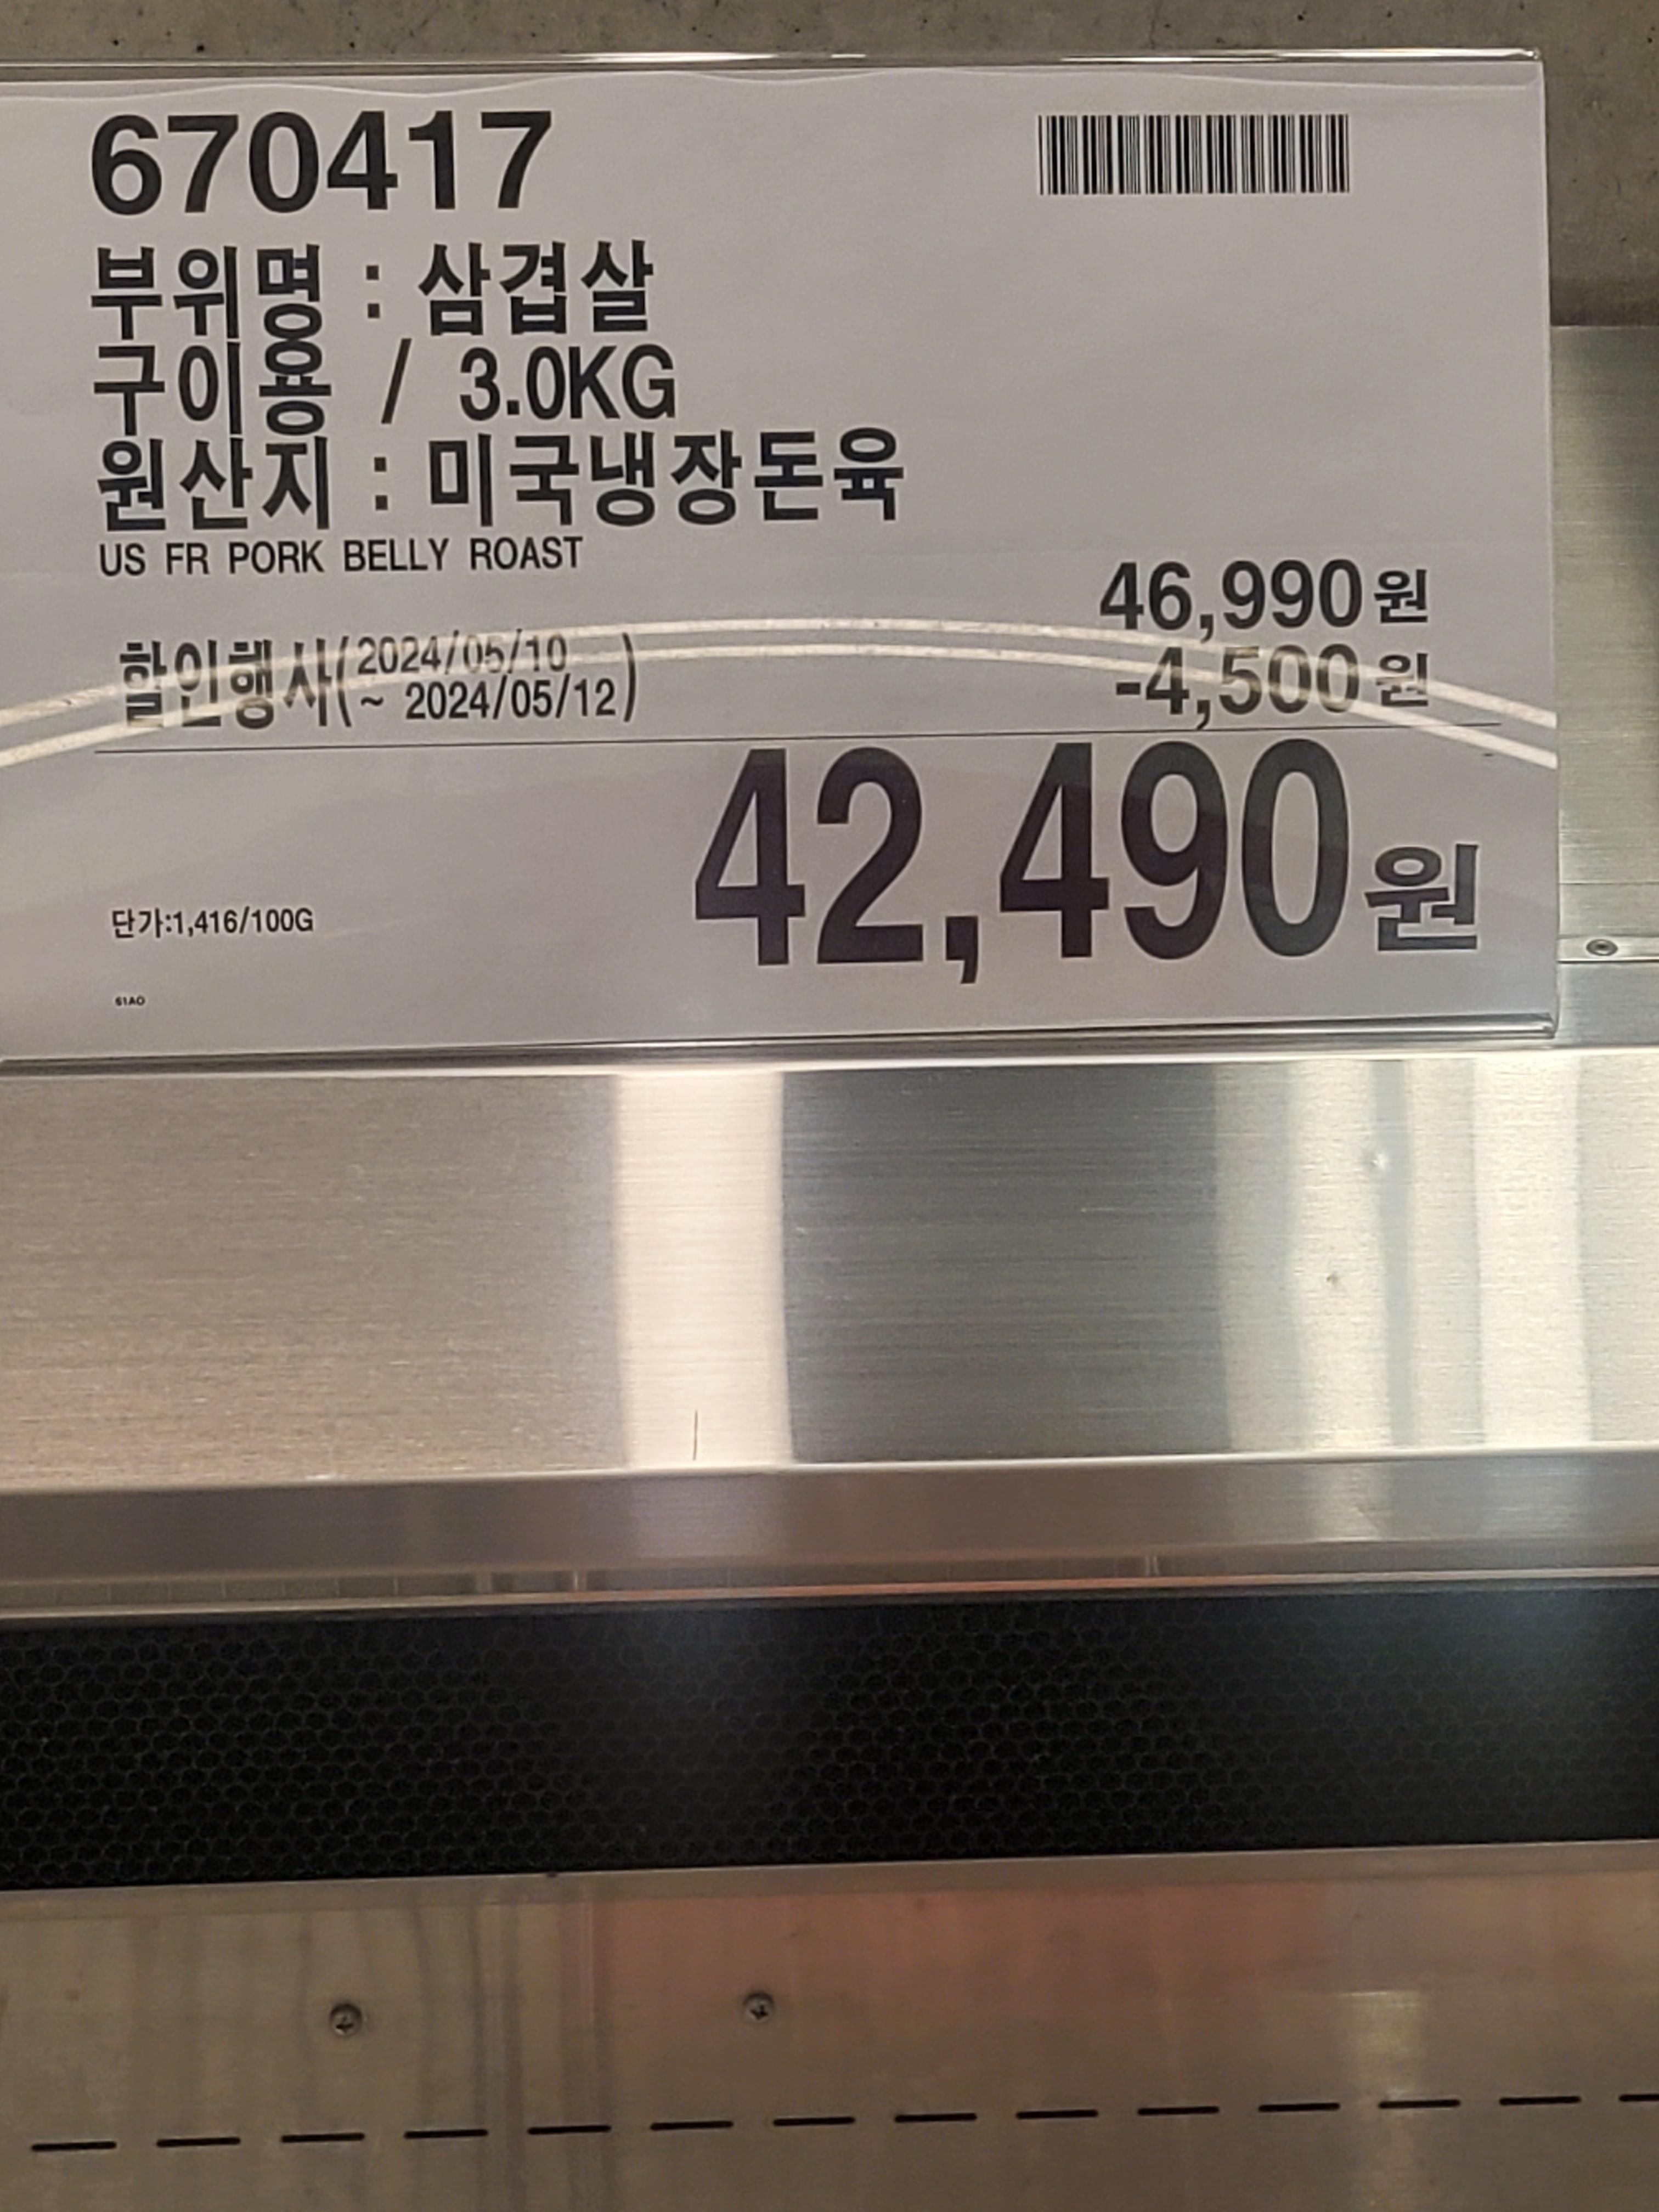 670417
부위명 : 삼겹살
구이용 / 3.0KG
원산지 : 미국냉장돈육
US FR PORK BELLY ROAST
46,990원
할인행사(2024/05/10 ~ 2024/05/12)
-4,500원
42,490원
단가:1,416/100G
61AO